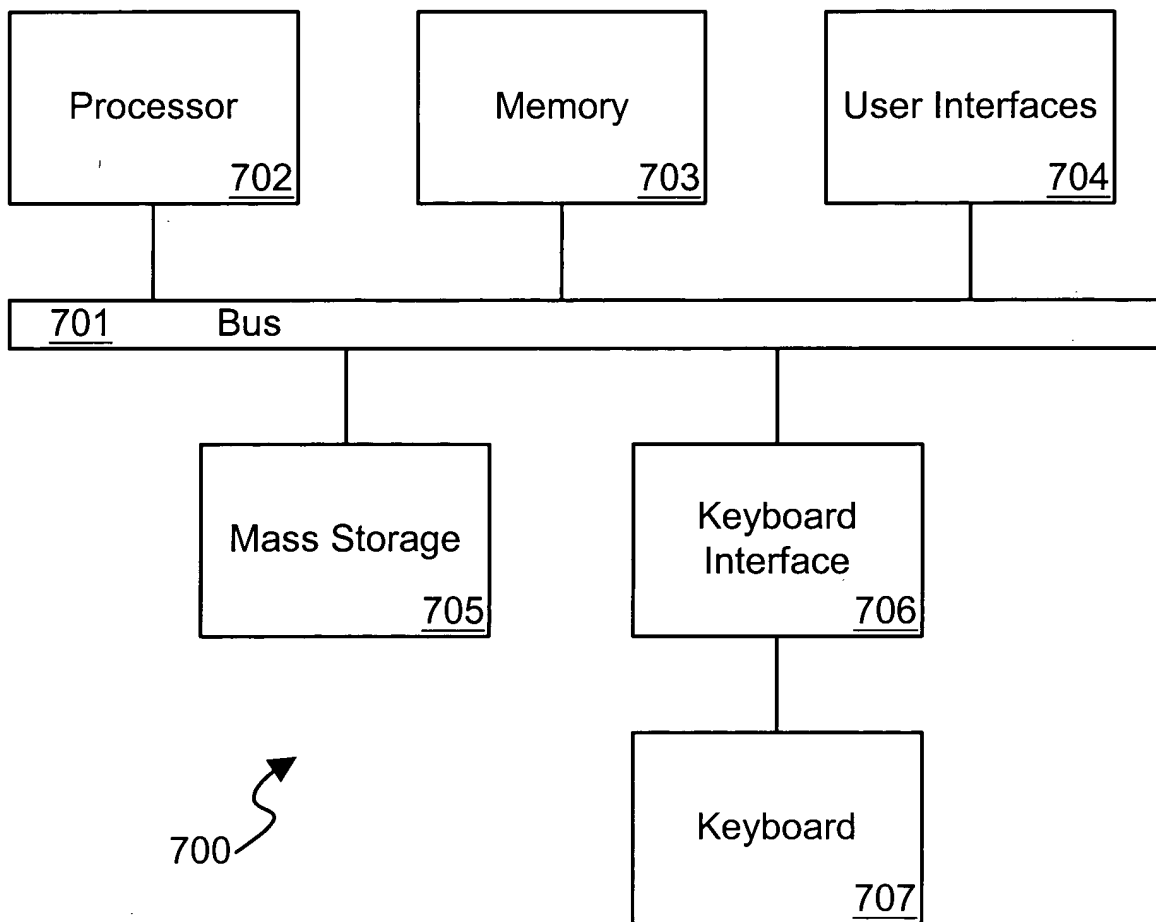 Processor
702
Memory
703
User Interfaces
704
701 Bus
Mass Storage
705
Keyboard
Interface
706
700
Keyboard
707